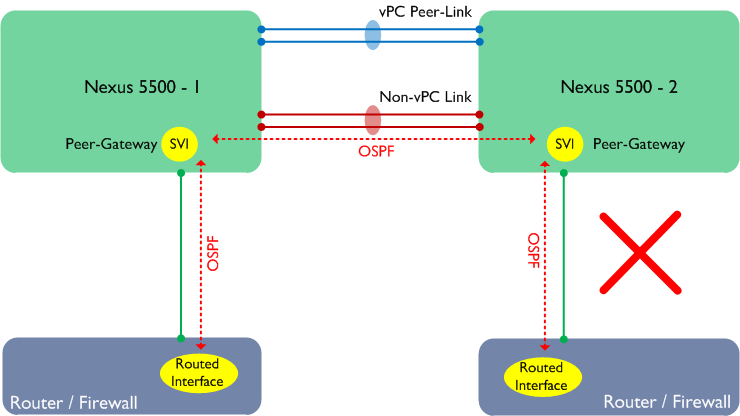 vPC Peer-Link
Nexus 5500 - 1
Nexus 5500 - 2
Non-vPC Link
Peer-Gateway
SVI
OSPF
SVI
Peer-Gateway
OSPF
OSPF
Routed
Interface
Router / Firewall
Routed
Interface
Router / Firewall